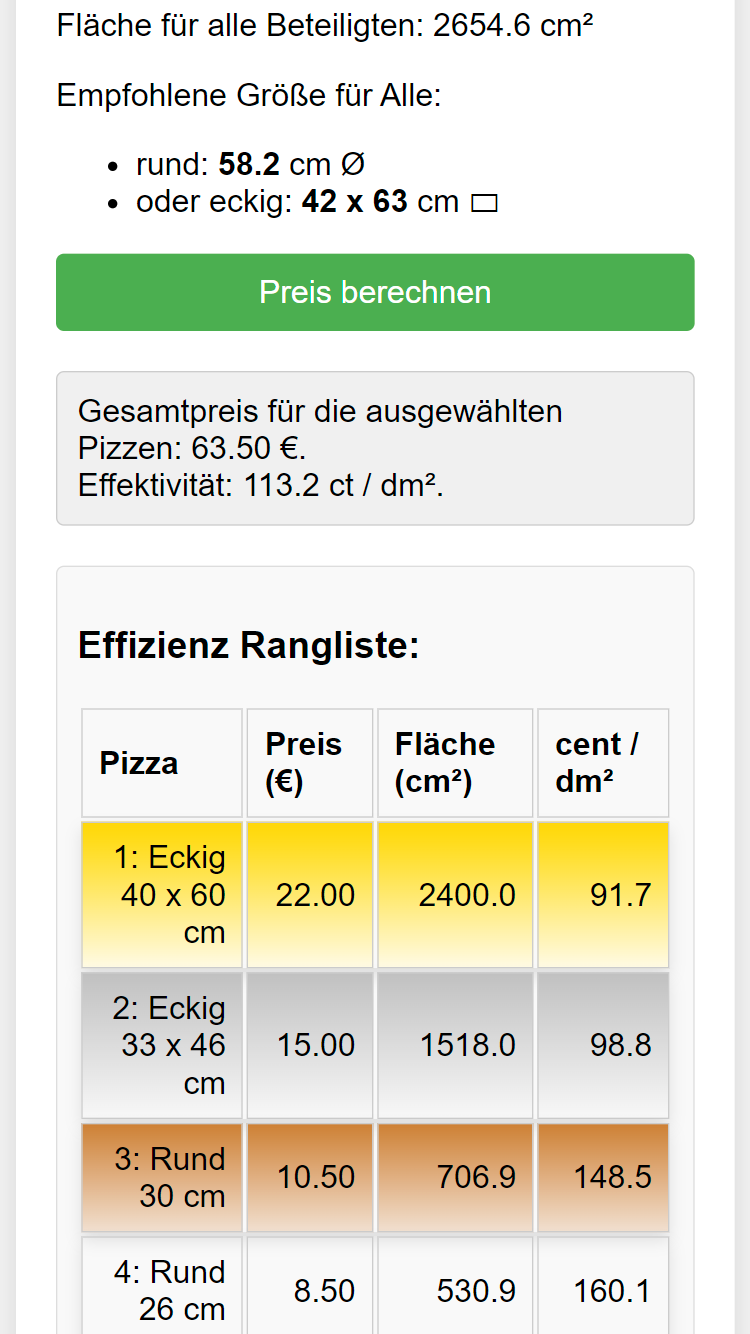 Fläche für alle Beteiligten: 2654.6 cm²
Empfohlene Größe für Alle:
• rund: 58.2 cm Ø
• oder eckig: 42 x 63 cm ▭
Preis berechnen
Gesamtpreis für die ausgewählten
Pizzen: 63.50 €.
Effektivität: 113.2 ct / dm².
Effizienz Rangliste:
Pizza Preis (€) Fläche (cm²) cent / dm²
1: Eckig 40 x 60 cm 22.00 2400.0 91.7
2: Eckig 33 x 46 cm 15.00 1518.0 98.8
3: Rund 30 cm 10.50 706.9 148.5
4: Rund 26 cm 8.50 530.9 160.1